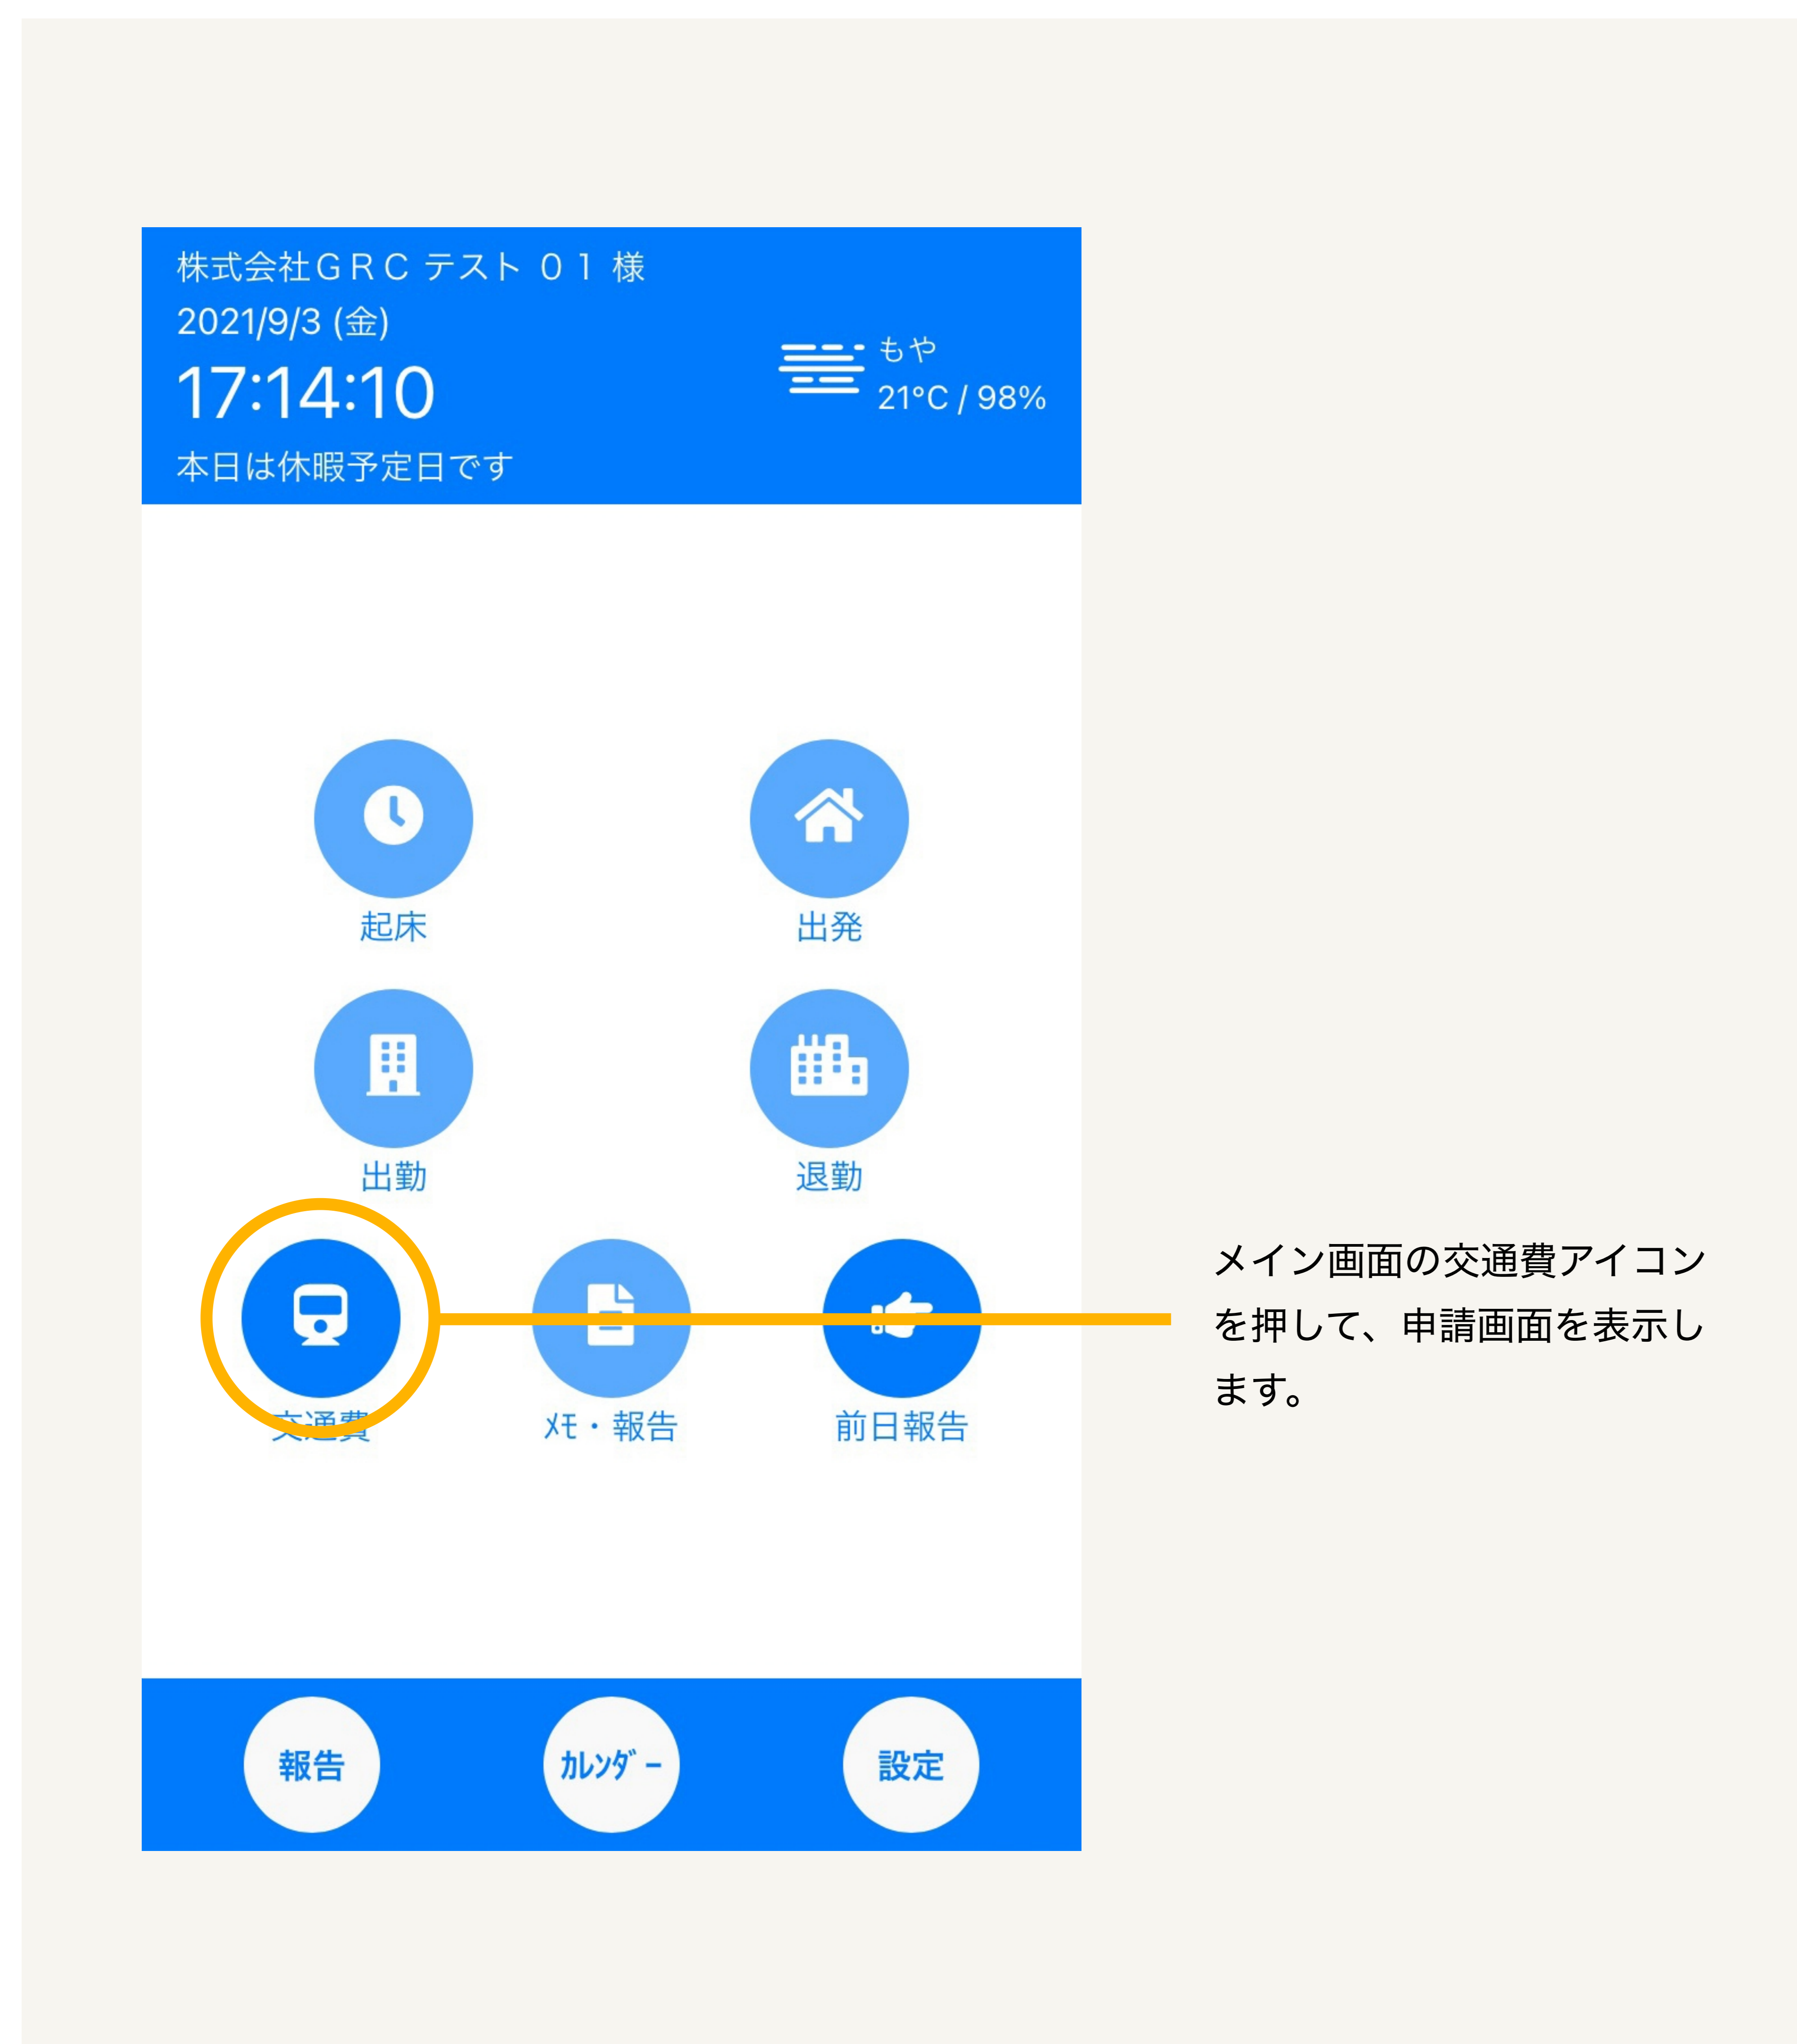 株式会社ＧＲＣ テスト ０１ 様
2021/9/3 (金)
17:14:10
もや
21°C / 98%
本日は休暇予定日です
起床
出発
出勤
退勤
交通費
ﾒﾓ・報告
前日報告
メイン画面の交通費アイコン
を押して、申請画面を表示し
ます。
報告
ｶﾚﾝﾀﾞｰ
設定